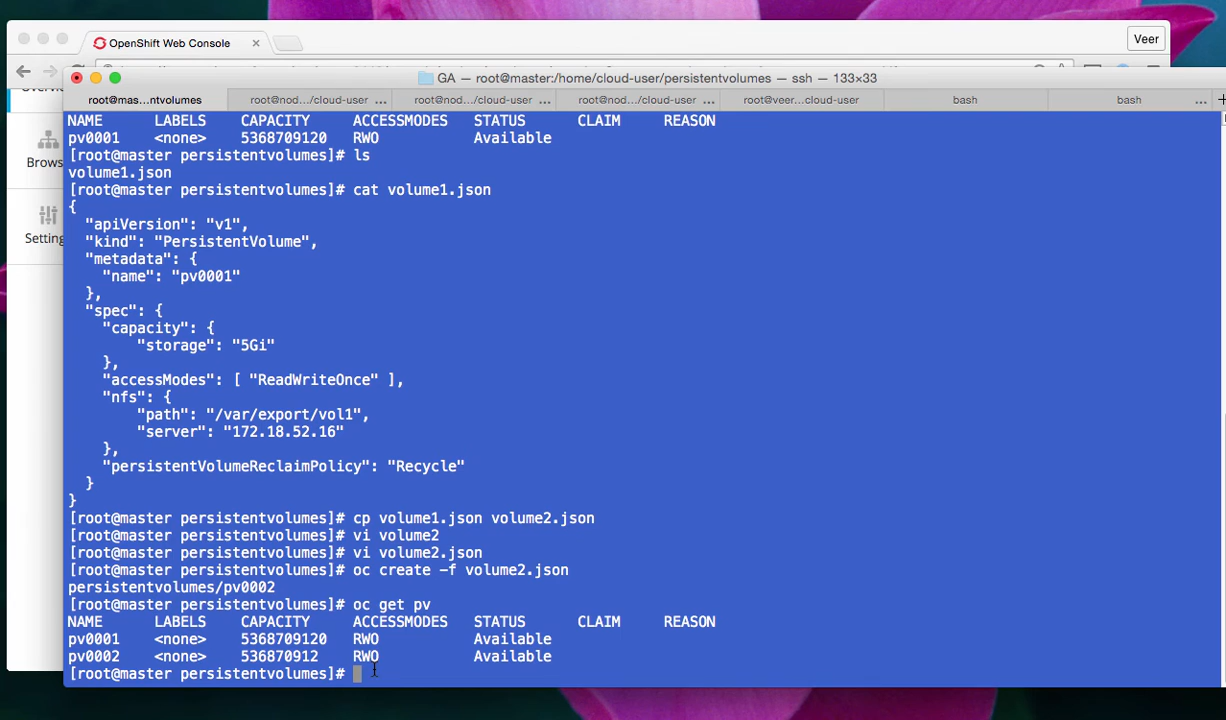 OpenShift Web Console
Veer
GA — root@master:/home/cloud-user/persistentvolumes — ssh — 133×33
root@mas...ntvolumes root@nod.../cloud-user ... root@nod.../cloud-user ... root@nod.../cloud-user ... root@veer...cloud-user bash bash ...
Brows
Setting
NAME LABELS CAPACITY ACCESSMODES STATUS CLAIM REASON
pv0001 <none> 5368709120 RWO Available
[root@master persistentvolumes]# ls
volume1.json
[root@master persistentvolumes]# cat volume1.json
{
"apiVersion": "v1",
"kind": "PersistentVolume",
"metadata": {
"name": "pv0001"
},
"spec": {
"capacity": {
"storage": "5Gi"
},
"accessModes": [ "ReadWriteOnce" ],
"nfs": {
"path": "/var/export/vol1",
"server": "172.18.52.16"
},
"persistentVolumeReclaimPolicy": "Recycle"
}
}
[root@master persistentvolumes]# cp volume1.json volume2.json
[root@master persistentvolumes]# vi volume2
[root@master persistentvolumes]# vi volume2.json
[root@master persistentvolumes]# oc create -f volume2.json
persistentvolumes/pv0002
[root@master persistentvolumes]# oc get pv
NAME LABELS CAPACITY ACCESSMODES STATUS CLAIM REASON
pv0001 <none> 5368709120 RWO Available
pv0002 <none> 536870912 RWO Available
[root@master persistentvolumes]#